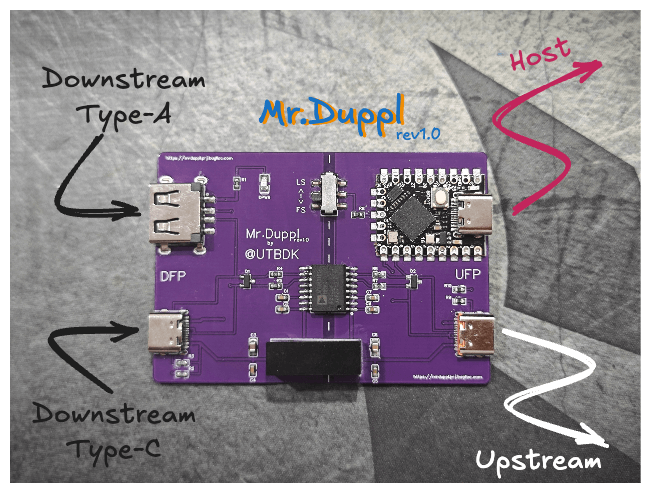 Host
Downstream
Type-A
Mr.Duppl
rev1.0
LS
FS
Mr.Duppl
rev1.0
by
@UTBDK
DFP
UFP
Downstream
Type-C
Upstream